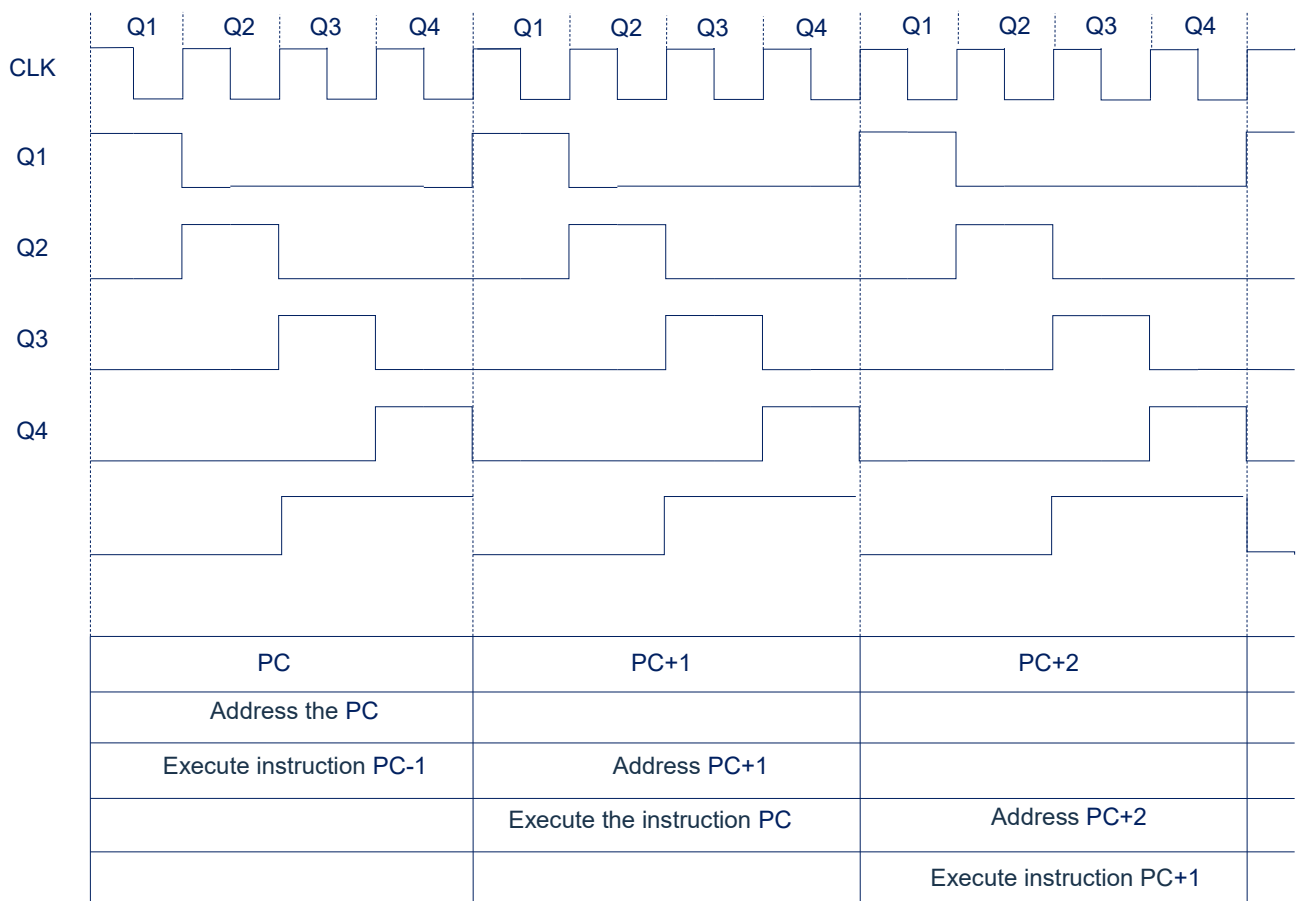 Q1 Q2 Q3 Q4 Q1 Q2 Q3 Q4 Q1 Q2 Q3 Q4
CLK
Q1
Q2
Q3
Q4
PC PC+1 PC+2
Address the PC
Execute instruction PC-1 Address PC+1
Execute the instruction PC Address PC+2
Execute instruction PC+1